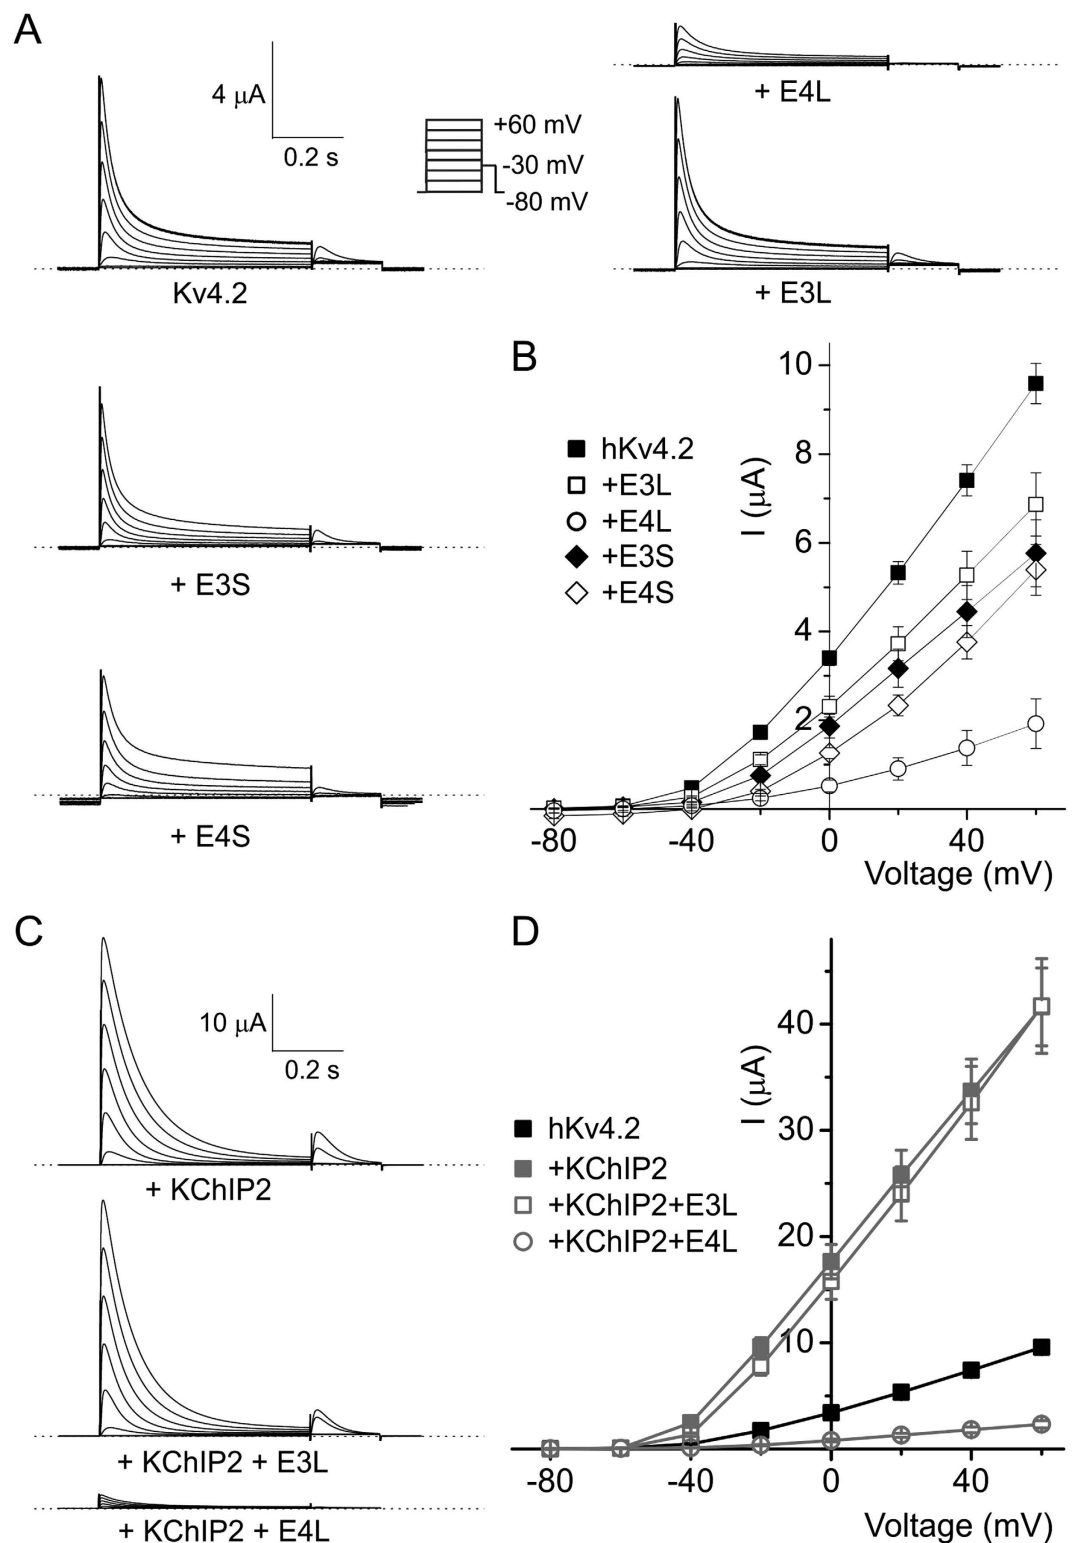 A
4 μA
0.2 s
Kv4.2
+60 mV
-30 mV
-80 mV
+ E4L
+ E3L
+ E3S
+ E4S
B
hKv4.2
+E3L
+E4L
+E3S
+E4S
I (μA)
10
8
6
4
2
-80
-40
0
40
Voltage (mV)
C
10 μA
0.2 s
+ KChIP2
+ KChIP2 + E3L
+ KChIP2 + E4L
D
hKv4.2
+KChIP2
+KChIP2+E3L
+KChIP2+E4L
I (μA)
40
30
20
10
-80
-40
0
40
Voltage (mV)